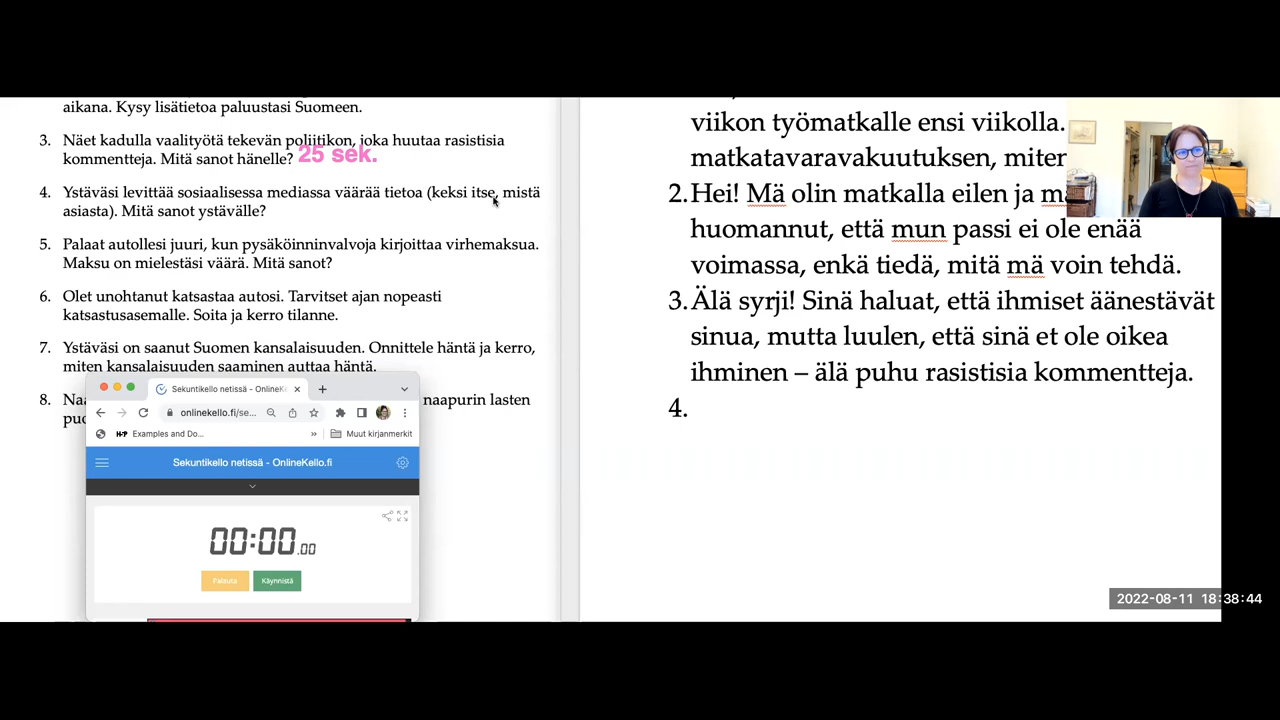 aikana. Kysy lisätietoa paluustasi Suomeen.
3. Näet kadulla vaalityötä tekevän poliitikon, joka huutaa rasistisia
kommentteja. Mitä sanot hänelle? 25 sek.
4. Ystäväsi levittää sosiaalisessa mediassa väärää tietoa (keksi itse, mistä
asiasta). Mitä sanot ystävälle?
5. Palaat autollesi juuri, kun pysäköinninvalvoja kirjoittaa virhemaksua.
Maksu on mielestäsi väärä. Mitä sanot?
6. Olet unohtanut katsastaa autosi. Tarvitset ajan nopeasti
katsastusasemalle. Soita ja kerro tilanne.
7. Ystäväsi on saanut Suomen kansalaisuuden. Onnittele häntä ja kerro,
miten kansalaisuuden saaminen auttaa häntä.
8. Naa naapurin lasten
puo
Sekuntikello netissä - OnlineK
onlinekello.fi/se...
Examples and Do...
»
Muut kirjanmerkit
Sekuntikello netissä - OnlineKello.fi
00:00.00
Palauta
Käynnistä
viikon työmatkalle ensi viikolla.
matkatavaravakuutuksen, miten
2. Hei! Mä olin matkalla eilen ja
huomannut, että mun passi ei ole enää
voimassa, enkä tiedä, mitä mä voin tehdä.
3. Älä syrji! Sinä haluat, että ihmiset äänestävät
sinua, mutta luulen, että sinä et ole oikea
ihminen – älä puhu rasistisia kommentteja.
4.
2022-08-11 18:38:44